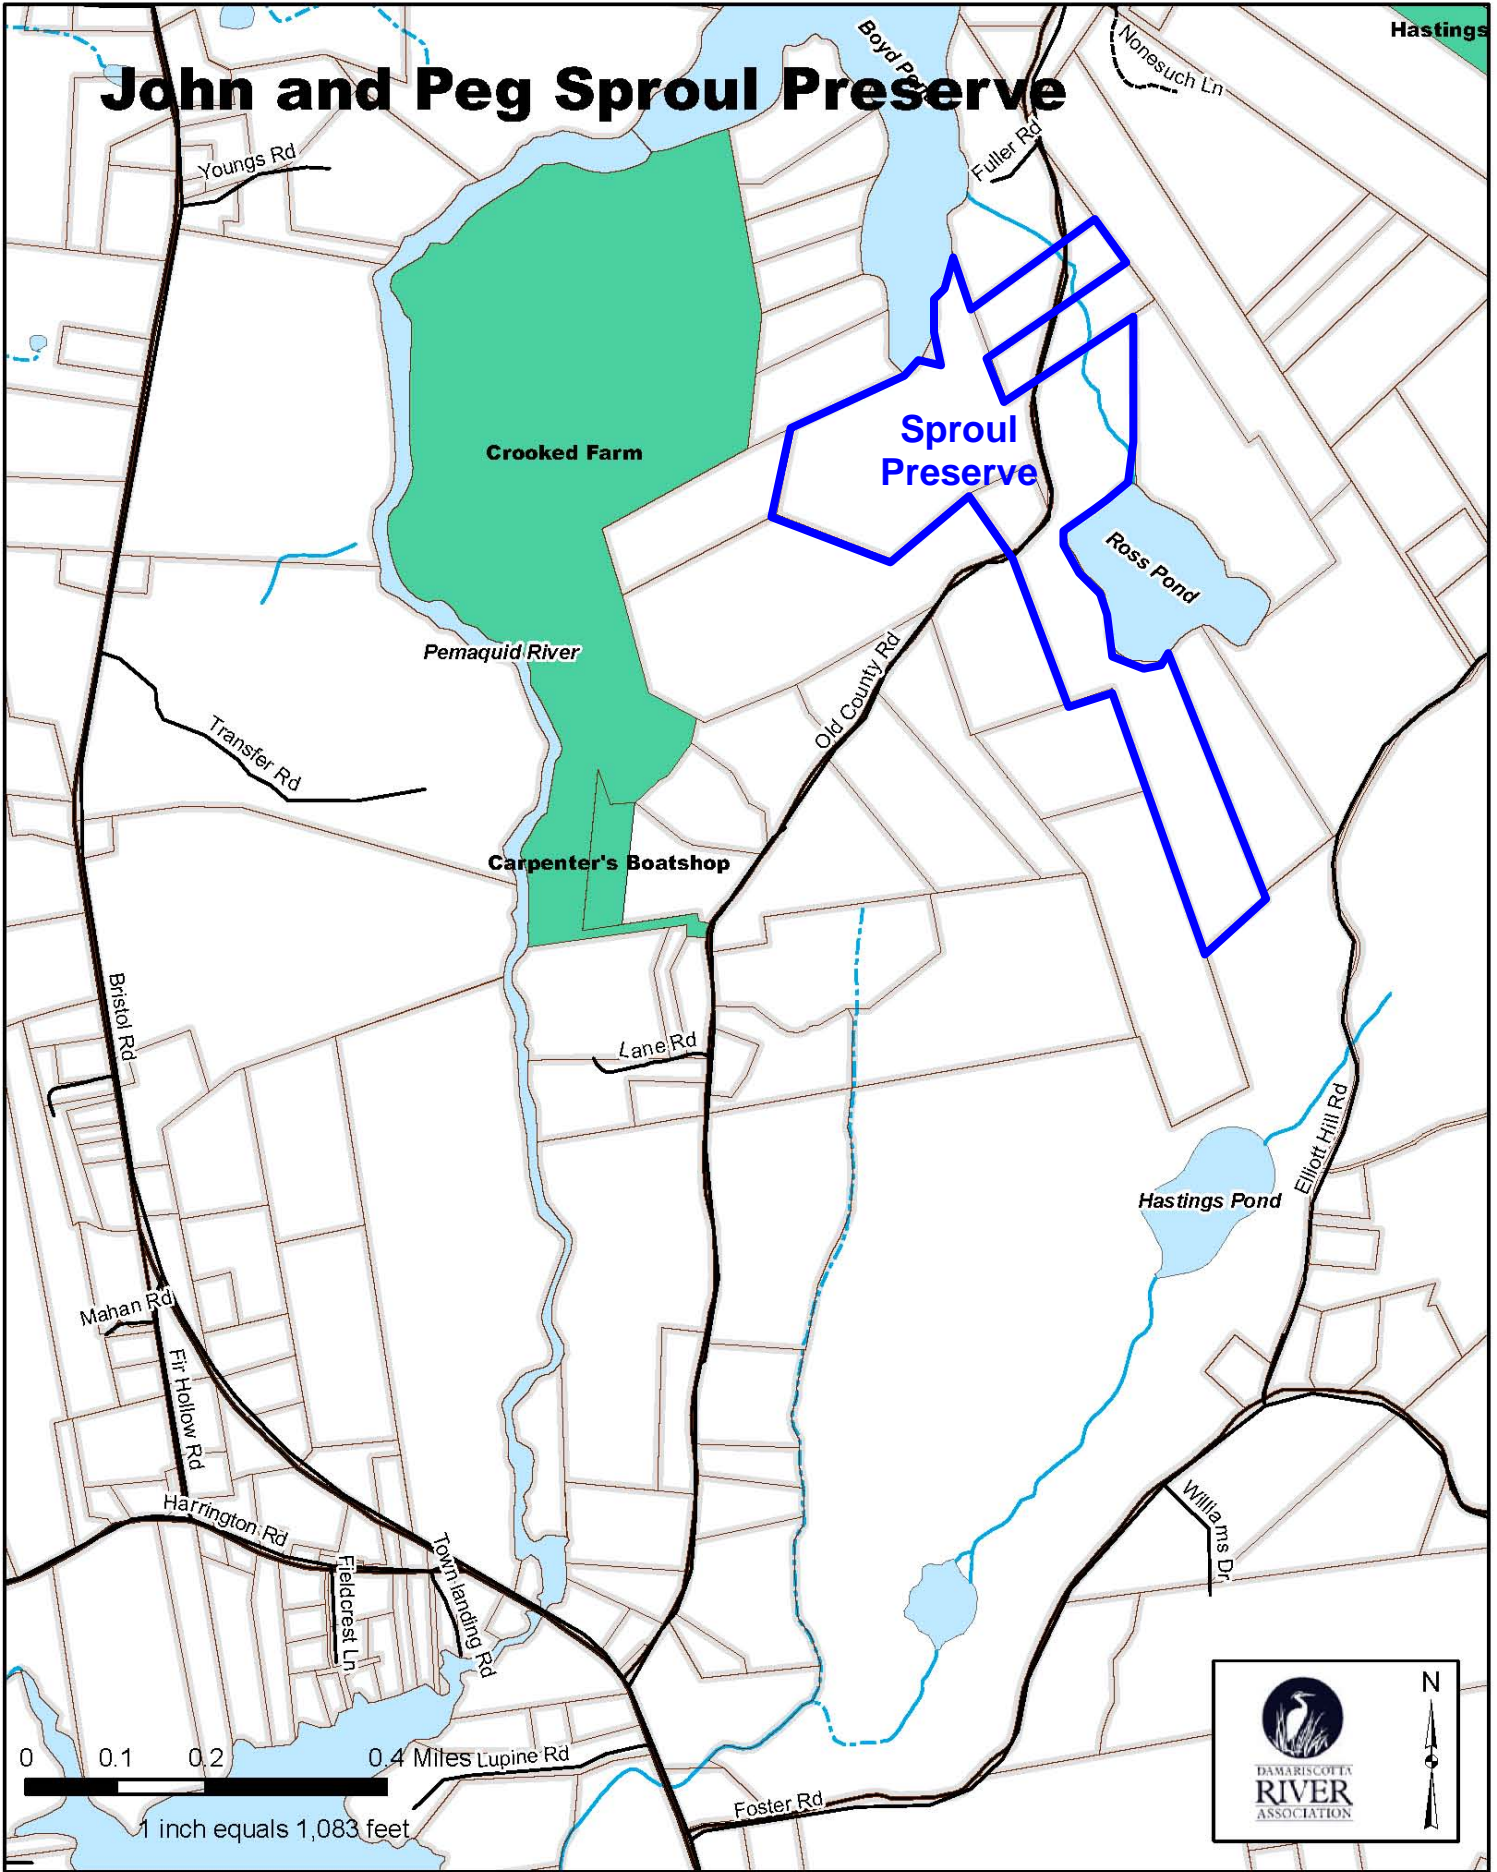 Hastings
Boyd Pond
Nonesuch Ln
John and Peg Sproul Preserve
Fuller Rd
Youngs Rd
Sproul
Preserve
Crooked Farm
Ross Pond
Pemaquid River
Old County Rd
Transfer Rd
Carpenter's Boatshop
Bristol Rd
Lane Rd
Elliott Hill Rd
Hastings Pond
Mahan Rd
Fir Hollow Rd
Williams Dr
Harrington Rd
Town landing Rd
Fieldcrest Ln
N
0 0.1 0.2 0.4 Miles
Lupine Rd
DAMARISCOTTA
RIVER
ASSOCIATION
Foster Rd
1 inch equals 1,083 feet